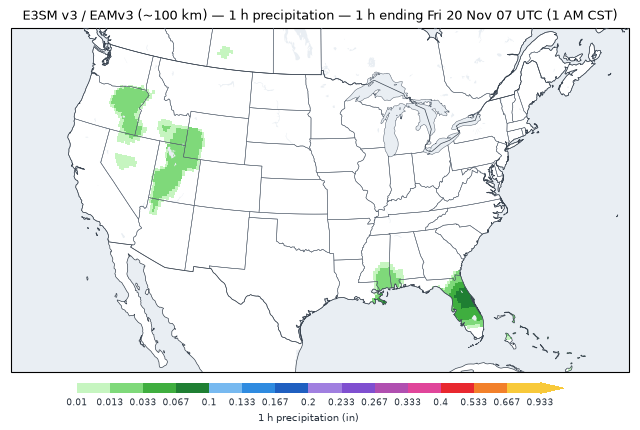 E3SM v3 / EAMv3 (~100 km) — 1 h precipitation — 1 h ending Fri 20 Nov 07 UTC (1 AM CST)
0.01 0.013 0.033 0.067 0.1 0.133 0.167 0.2 0.233 0.267 0.333 0.4 0.533 0.667 0.933
1 h precipitation (in)